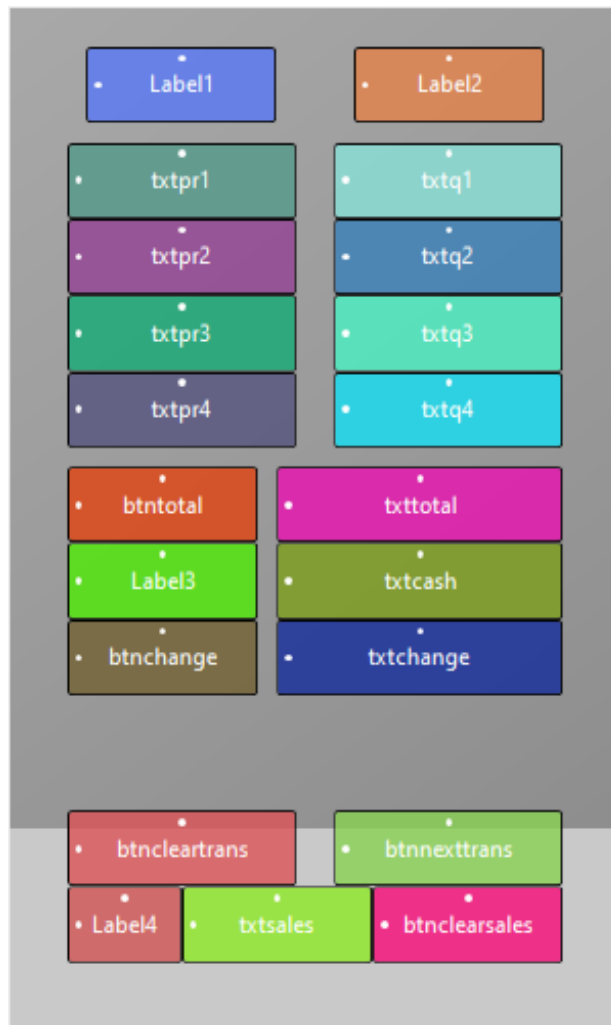 Label1 Label2
txtpr1 txtq1
txtpr2 txtq2
txtpr3 txtq3
txtpr4 txtq4
btntotal txttotal
Label3 txtcash
btnchange txtchange
btncleartrans btnnexttrans
Label4 txtsales btnclearsales